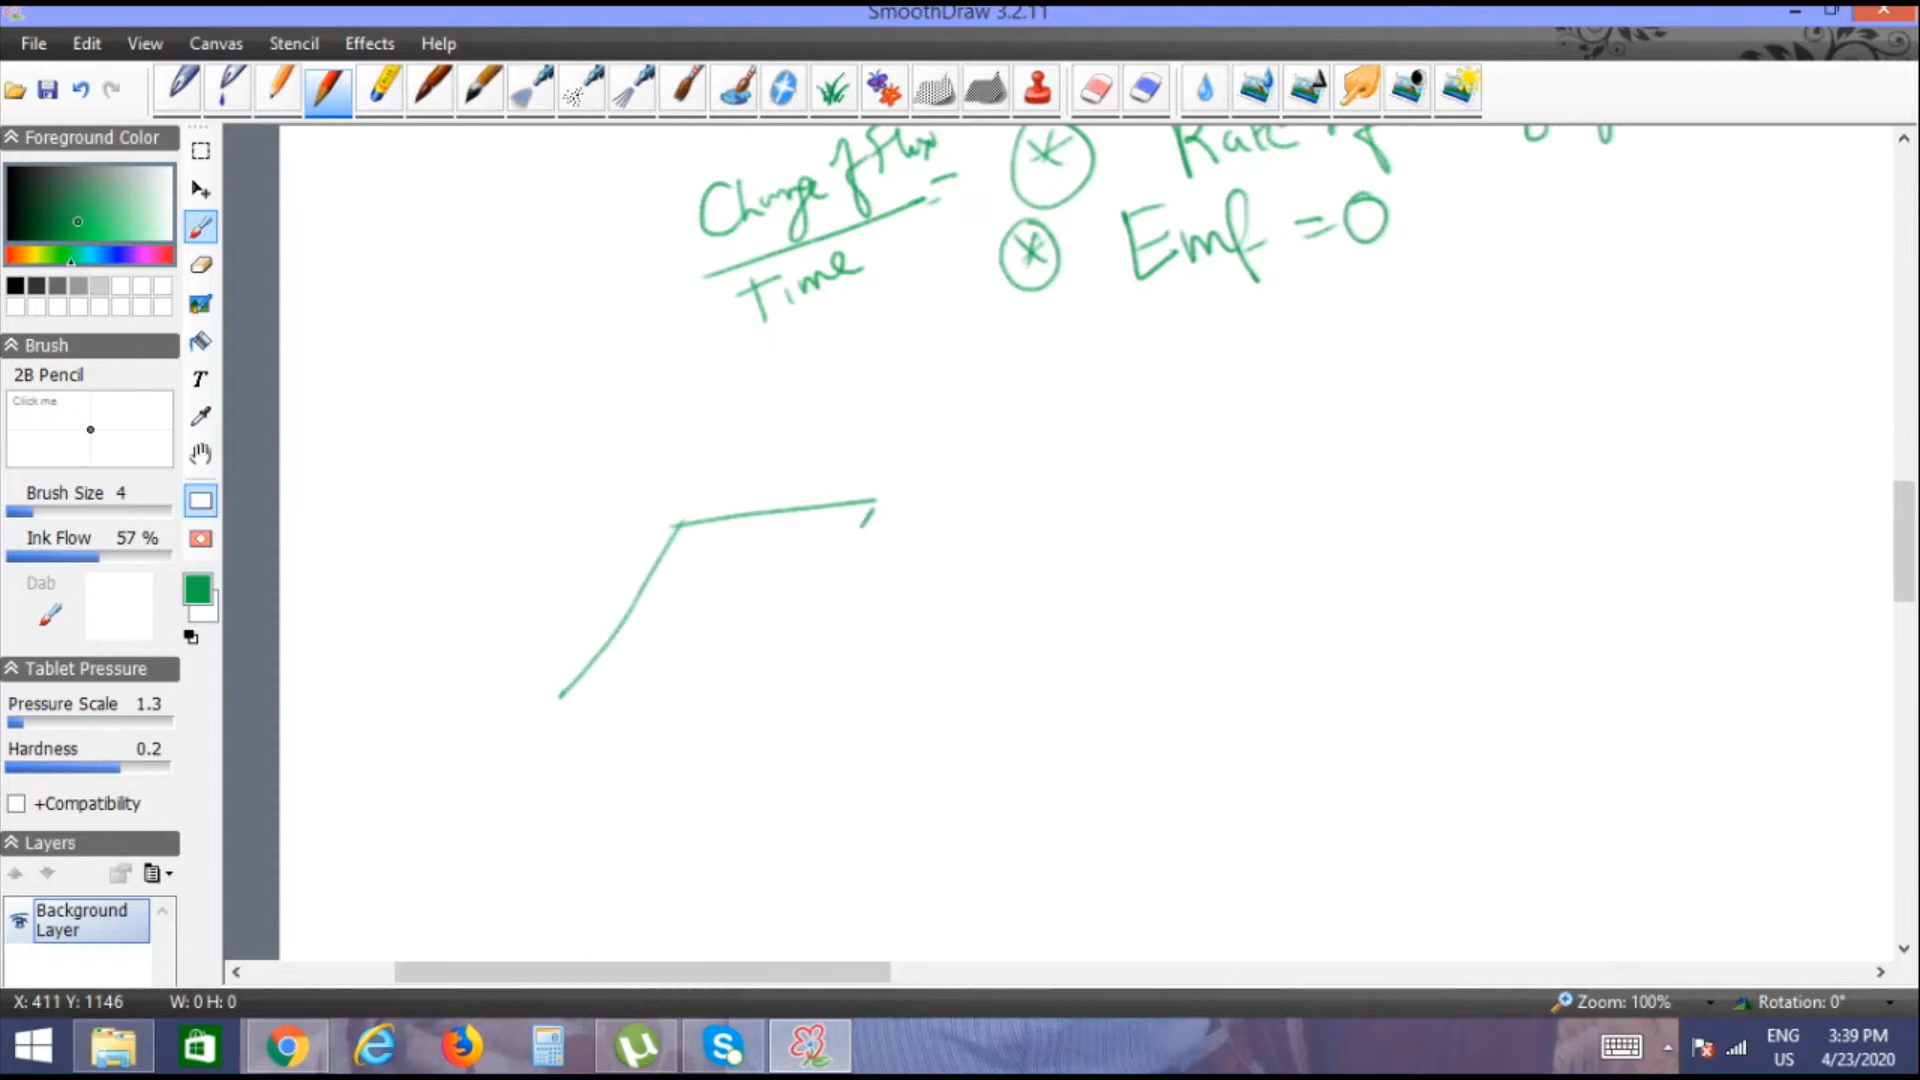 SmoothDraw 3.2.11
File Edit View Canvas Stencil Effects Help
Foreground Color
Brush
2B Pencil
Click me
Brush Size 4
Ink Flow 57 %
Dab
Tablet Pressure
Pressure Scale 1.3
Hardness 0.2
+Compatibility
Layers
Background
Layer
Change of flux
Time
=
* Rate of
* Emf = 0
X: 411 Y: 1146 W: 0 H: 0
Zoom: 100% Rotation: 0°
ENG
US
3:39 PM
4/23/2020